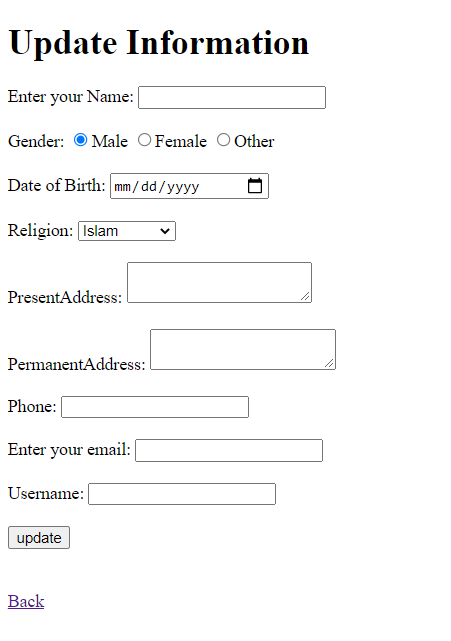 Update Information
Enter your Name:
Gender: Male Female Other
Date of Birth: mm/dd/yyyy
Religion: Islam
PresentAddress:
PermanentAddress:
Phone:
Enter your email:
Username:
update
Back